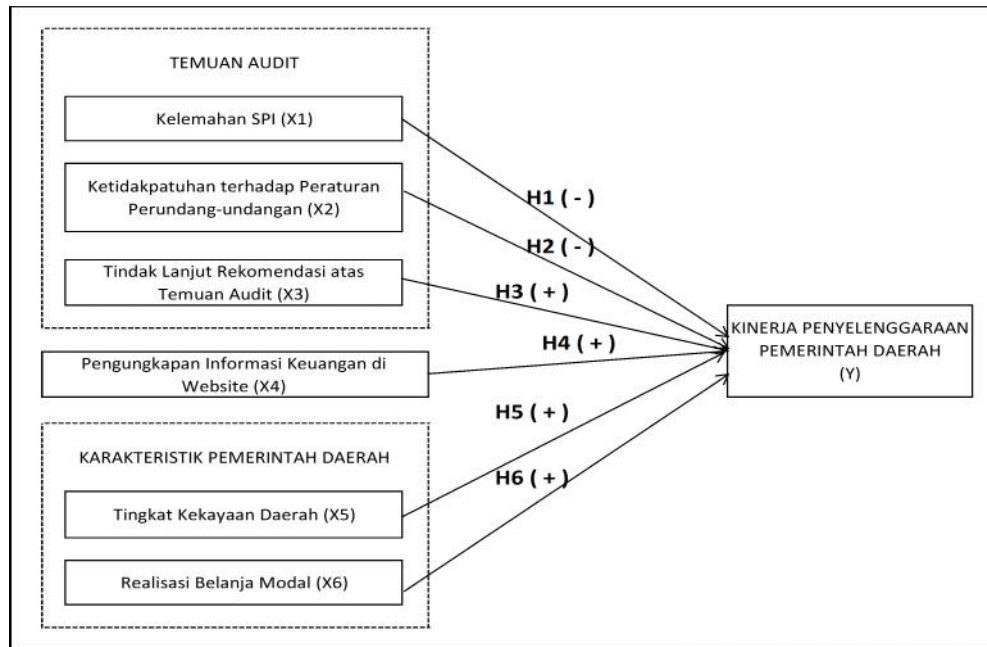 TEMUAN AUDIT
Kelemahan SPI (X1)
Ketidakpatuhan terhadap Peraturan
Perundang-undangan (X2)
Tindak Lanjut Rekomendasi atas
Temuan Audit (X3)
Pengungkapan Informasi Keuangan di
Website (X4)
KARAKTERISTIK PEMERINTAH DAERAH
Tingkat Kekayaan Daerah (X5)
Realisasi Belanja Modal (X6)
H1 ( - )
H2 ( - )
H3 ( + )
H4 ( + )
H5 ( + )
H6 ( + )
KINERJA PENYELENGGARAAN
PEMERINTAH DAERAH
(Y)